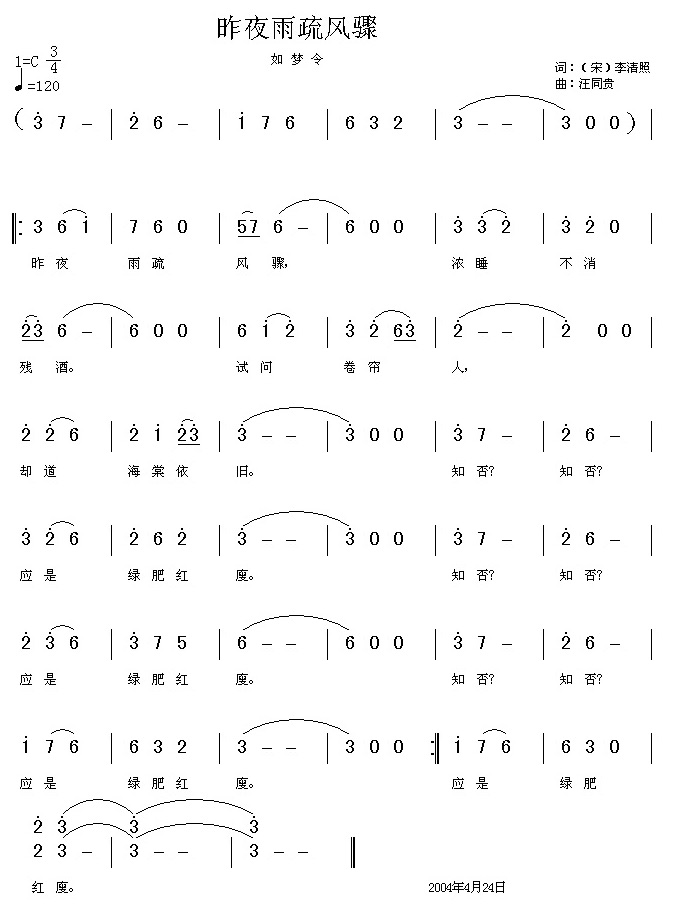 昨夜雨疏风骤
如梦令
1=C 3/4
♩=120
词：（宋）李清照
曲：汪同贵
( 3̇ 7 – | 2̇ 6 – | 1̇ 7 6 | 6 3 2 | 3 – – | 3 0 0 ) |
‖: 3 6 1̇ | 7 6 0 | 57 6 – | 6 0 0 | 3̇ 3̇ 2̇ | 3̇ 2̇ 0 |
昨夜 雨疏 风 骤， 浓睡 不消
2̇3̇ 6 – | 6 0 0 | 6 1̇ 2̇ | 3̇ 2̇ 63̇ | 2̇ – – | 2̇ 0 0 |
残 酒。 试问 卷帘 人，
2̇ 2̇ 6 | 2̇ 1̇ 2̇3̇ | 3̇ – – | 3̇ 0 0 | 3̇ 7 – | 2̇ 6 – |
却道 海棠依 旧。 知否？ 知否？
3̇ 2̇ 6 | 2̇ 6 2̇ | 3̇ – – | 3̇ 0 0 | 3̇ 7 – | 2̇ 6 – |
应是 绿肥红 廋。 知否？ 知否？
2̇ 3̇ 6 | 3̇ 7 5 | 6 – – | 6 0 0 | 3̇ 7 – | 2̇ 6 – |
应是 绿肥红 廋。 知否？ 知否？
1̇ 7 6 | 6 3 2 | 3 – – | 3 0 0 :‖ 1̇ 7 6 | 6 3 0 |
应是 绿肥红 廋。 应是 绿肥
2̇ 3̇ 3̇ 3̇
2 3 – | 3 – – | 3 – – ‖
红廋。
2004年4月24日